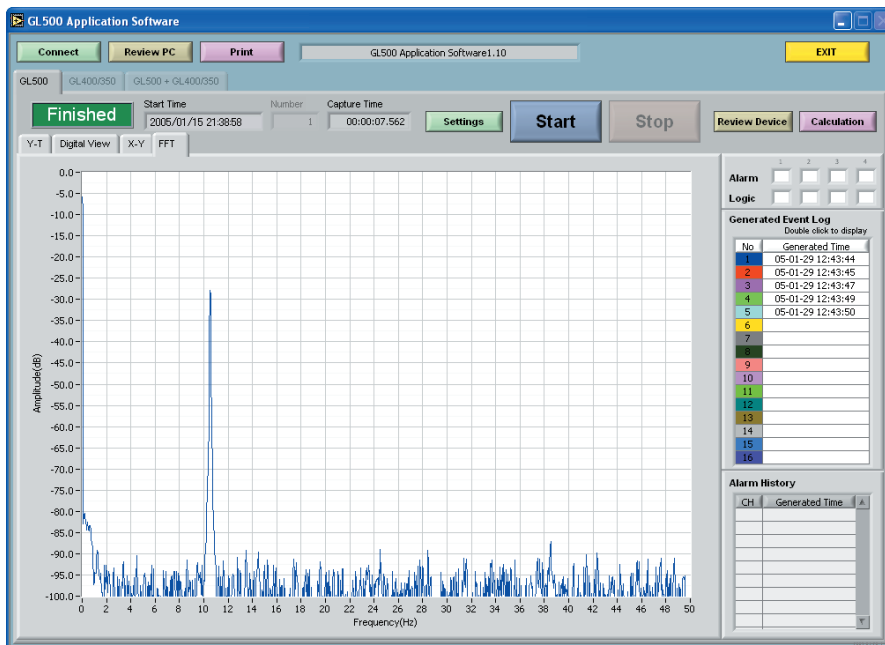 GL500 Application Software
Connect Review PC Print GL500 Application Software1.10 EXIT
GL500 GL400/350 GL500 + GL400/350
Finished Start Time 2005/01/15 21:38:58 Number 1 Capture Time 00:00:07.562 Settings Start Stop Review Device Calculation
Y-T Digital View X-Y FFT
0.0
-5.0
-10.0
-15.0
-20.0
-25.0
-30.0
-35.0
-40.0
-45.0
-50.0
-55.0
-60.0
-65.0
-70.0
-75.0
-80.0
-85.0
-90.0
-95.0
-100.0
Amplitude(dB)
0 2 4 6 8 10 12 14 16 18 20 22 24 26 28 30 32 34 36 38 40 42 44 46 48 50
Frequency(Hz)
1 2 3 4
Alarm
Logic
Generated Event Log
Double click to display
No Generated Time
1 05-01-29 12:43:44
2 05-01-29 12:43:45
3 05-01-29 12:43:47
4 05-01-29 12:43:49
5 05-01-29 12:43:50
6
7
8
9
10
11
12
13
14
15
16
Alarm History
CH Generated Time